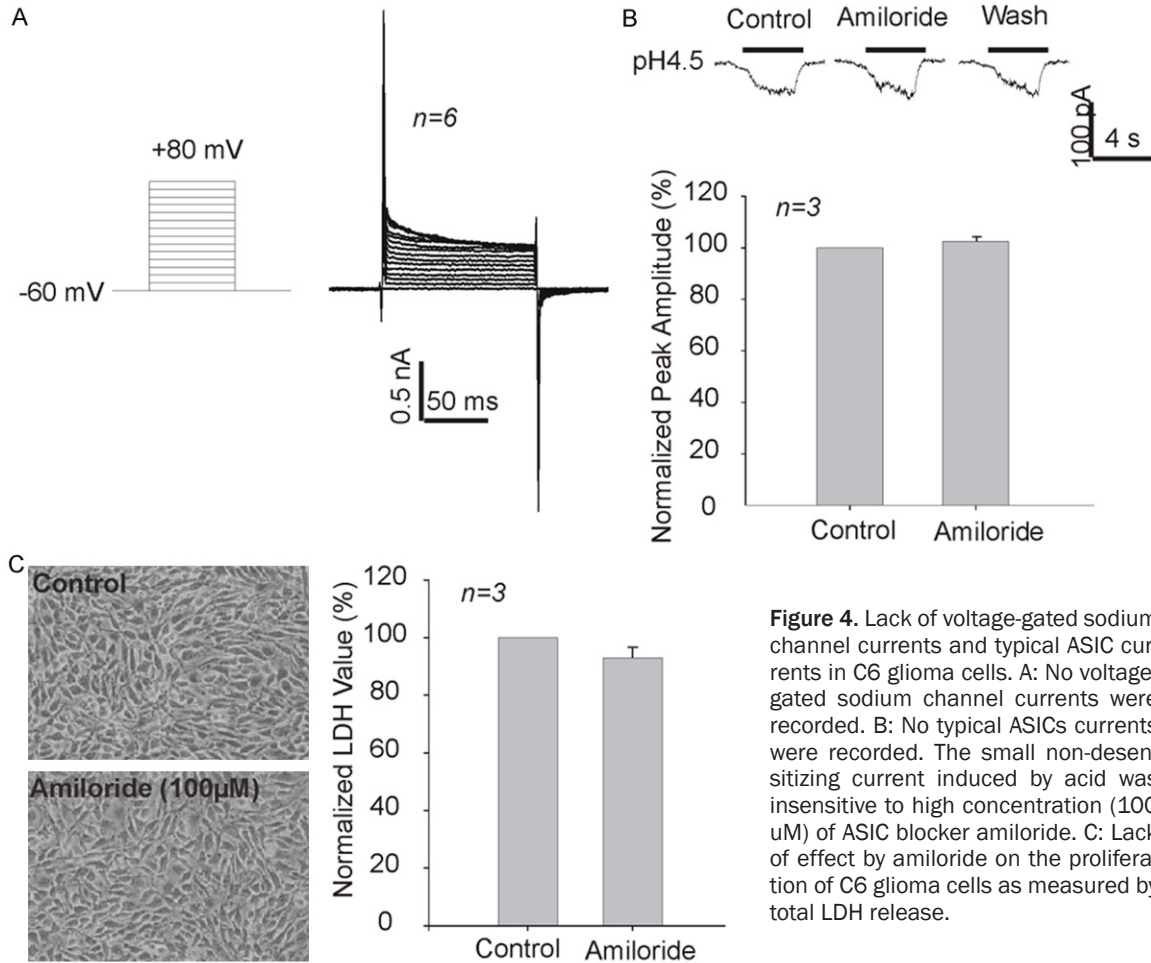 A
+80 mV
-60 mV
n=6
0.5 nA
50 ms
B
Control Amiloride Wash
pH4.5
100 pA
4 s
Normalized Peak Amplitude (%)
120
100
80
60
40
20
0
n=3
Control Amiloride
C
Control
Amiloride (100μM)
Normalized LDH Value (%)
120
100
80
60
40
20
0
n=3
Control Amiloride
Figure 4. Lack of voltage-gated sodium
channel currents and typical ASIC cur
rents in C6 glioma cells. A: No voltage
gated sodium channel currents were
recorded. B: No typical ASICs currents
were recorded. The small non-desen
sitizing current induced by acid was
insensitive to high concentration (100
uM) of ASIC blocker amiloride. C: Lack
of effect by amiloride on the prolifera
tion of C6 glioma cells as measured by
total LDH release.